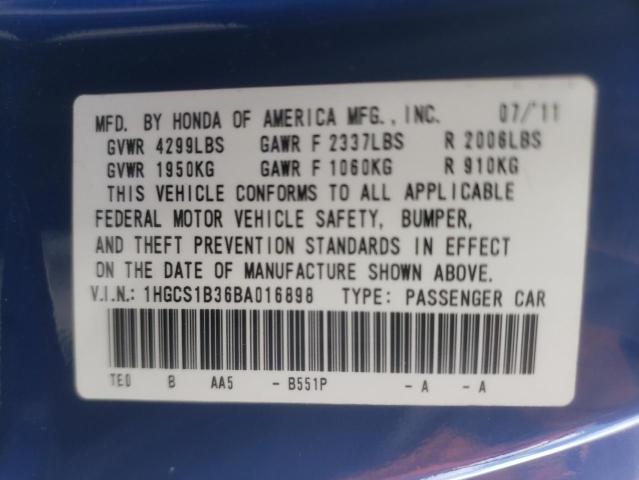 MFD. BY HONDA OF AMERICA MFG., INC. 07/'11
GVWR 4299LBS GAWR F 2337LBS R 2006LBS
GVWR 1950KG GAWR F 1060KG R 910KG
THIS VEHICLE CONFORMS TO ALL APPLICABLE
FEDERAL MOTOR VEHICLE SAFETY, BUMPER,
AND THEFT PREVENTION STANDARDS IN EFFECT
ON THE DATE OF MANUFACTURE SHOWN ABOVE.
V.I.N.: 1HGCS1B36BA016898 TYPE: PASSENGER CAR
TE0 B AA5 - B551P - A - A